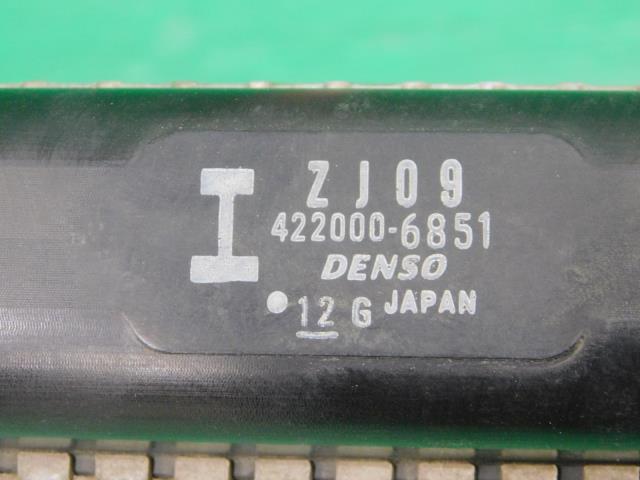 I
ZJ09
422000-6851
DENSO
12 G JAPAN